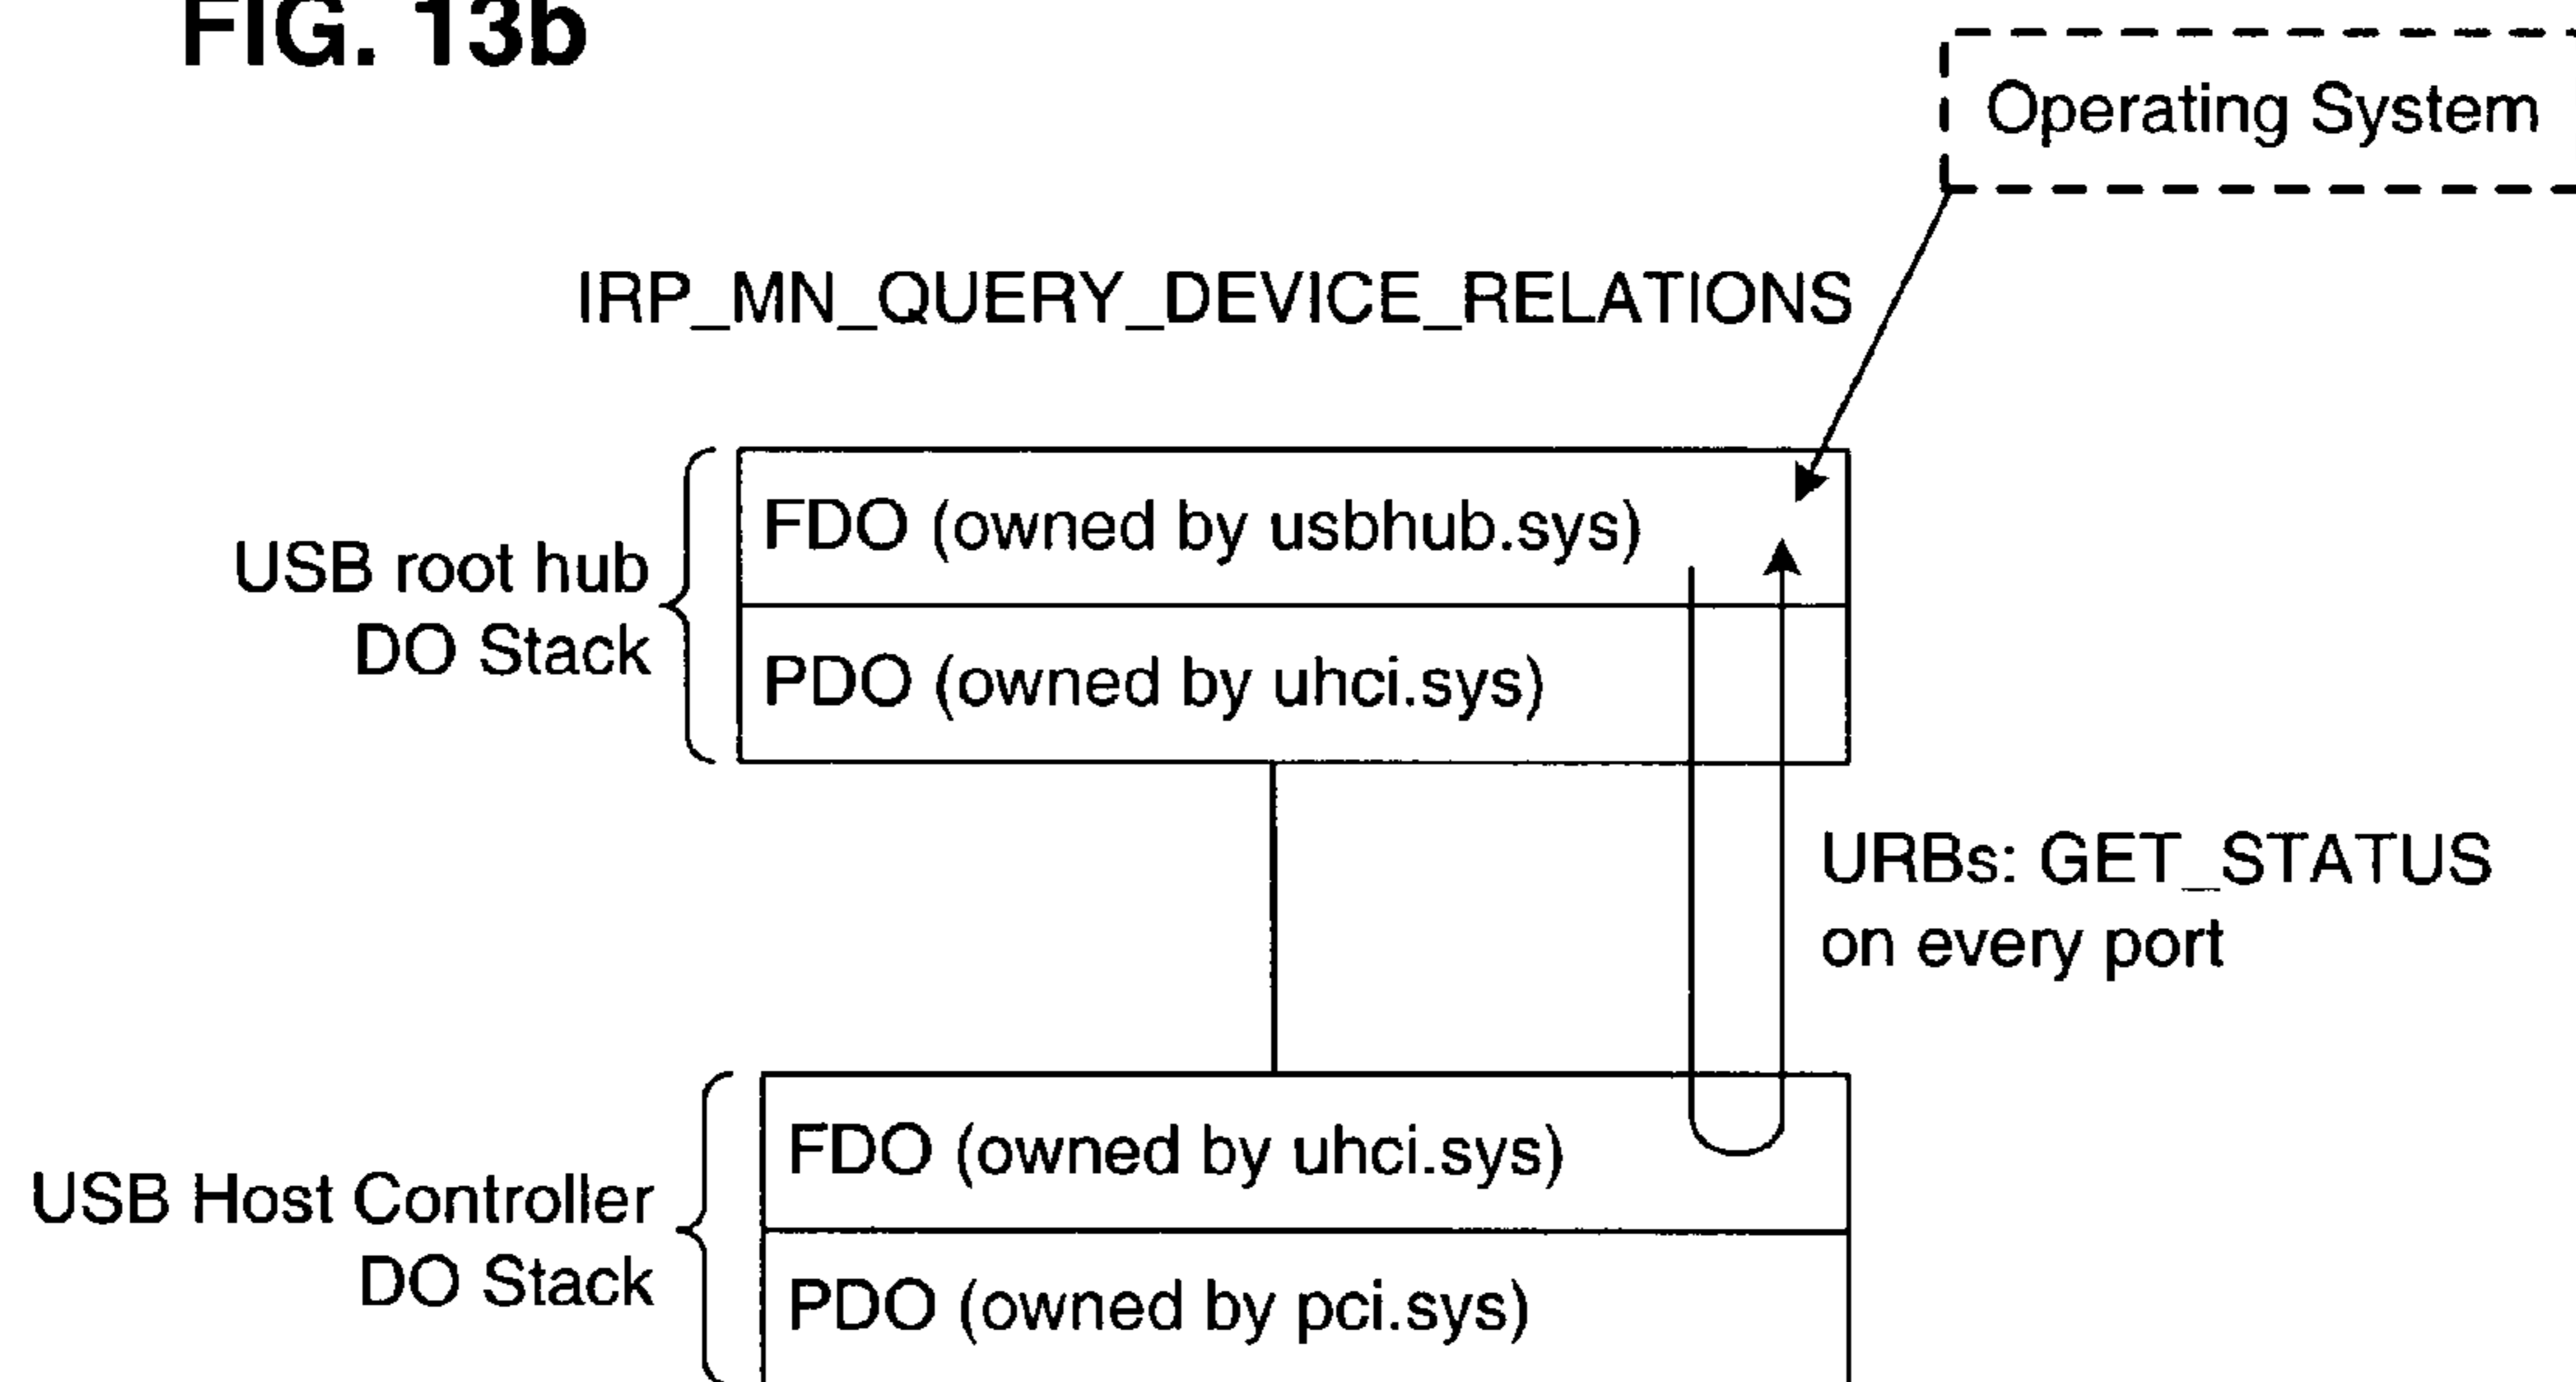 FIG. 13b
Operating System
IRP_MN_QUERY_DEVICE_RELATIONS
USB root hub
DO Stack
FDO (owned by usbhub.sys)
PDO (owned by uhci.sys)
URBs: GET_STATUS
on every port
USB Host Controller
DO Stack
FDO (owned by uhci.sys)
PDO (owned by pci.sys)